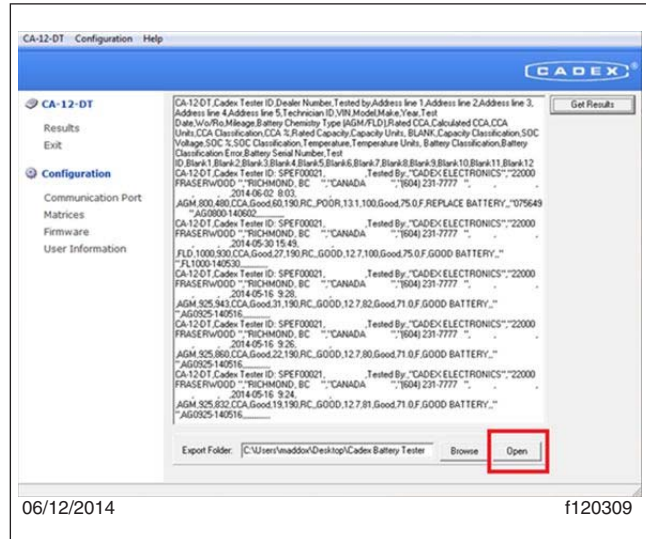 CA-12-DT Configuration Help
CADEX®
CA-12-DT
Results
Exit
Configuration
Communication Port
Matrices
Firmware
User Information
CA-12-DT,Cadex Tester ID,Dealer Number,Tested by,Address line 1,Address line 2,Address line 3,
Address line 4,Address line 5,Technician ID,VIN,Model,Make,Year,Test
Date,Wo/Ro,Mileage,Battery Chemistry Type (AGM/FLD),Rated CCA,Calculated CCA,CCA
Units,CCA Classification,CCA %,Rated Capacity,Capacity Units, BLANK,Capacity Classification,SOC
Voltage,SOC %,SOC Classification,Temperature,Temperature Units, Battery Classification,Battery
Classification Error,Battery Serial Number,Test
ID,Blank1,Blank2,Blank3,Blank4,Blank5,Blank6,Blank7,Blank8,Blank9,Blank10,Blank11,Blank12
CA-12-DT,Cadex Tester ID: SPEF00021, ,Tested By:,"CADEX ELECTRONICS","22000
FRASERWOOD ","RICHMOND, BC ","CANADA ","(604) 231-7777 ", , ,
, , ,2014-06-02 8:03,
,AGM,800,480,CCA,Good,60,190,RC,,POOR,13.1,100,Good,75.0,F,REPLACE BATTERY,,"075649
","AG0800-140602,,,,,,,,,,,,
CA-12-DT,Cadex Tester ID: SPEF00021, ,Tested By:,"CADEX ELECTRONICS","22000
FRASERWOOD ","RICHMOND, BC ","CANADA ","(604) 231-7777 ", , ,
, , ,2014-05-30 15:49,
,FLD,1000,930,CCA,Good,27,190,RC,,GOOD,12.7,100,Good,75.0,F,GOOD BATTERY,,"
",FL1000-140530,,,,,,,,,,,,
CA-12-DT,Cadex Tester ID: SPEF00021, ,Tested By:,"CADEX ELECTRONICS","22000
FRASERWOOD ","RICHMOND, BC ","CANADA ","(604) 231-7777 ", , ,
, , ,2014-05-16 9:28,
,AGM,925,943,CCA,Good,31,190,RC,,GOOD,12.7,82,Good,71.0,F,GOOD BATTERY,,"
",AG0925-140516,,,,,,,,,,,,
CA-12-DT,Cadex Tester ID: SPEF00021, ,Tested By:,"CADEX ELECTRONICS","22000
FRASERWOOD ","RICHMOND, BC ","CANADA ","(604) 231-7777 ", , ,
, , ,2014-05-16 9:26,
,AGM,925,860,CCA,Good,22,190,RC,,GOOD,12.7,80,Good,71.0,F,GOOD BATTERY,,"
",AG0925-140516,,,,,,,,,,,,
CA-12-DT,Cadex Tester ID: SPEF00021, ,Tested By:,"CADEX ELECTRONICS","22000
FRASERWOOD ","RICHMOND, BC ","CANADA ","(604) 231-7777 ", , ,
, , ,2014-05-16 9:24,
,AGM,925,832,CCA,Good,19,190,RC,,GOOD,12.7,81,Good,71.0,F,GOOD BATTERY,,"
",AG0925-140516,,,,,,,,,,,,
Get Results
Export Folder: C:\Users\maddox\Desktop\Cadex Battery Tester Browse Open
06/12/2014 f120309